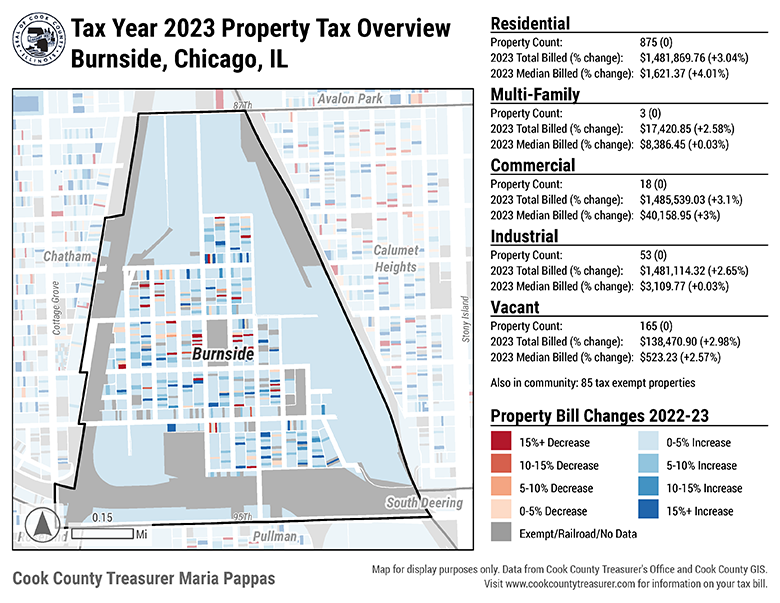 Tax Year 2023 Property Tax Overview
Burnside, Chicago, IL
Residential
Property Count: 875 (0)
2023 Total Billed (% change): $1,481,869.76 (+3.04%)
2023 Median Billed (% change): $1,621.37 (+4.01%)
Multi-Family
Property Count: 3 (0)
2023 Total Billed (% change): $17,420.85 (+2.58%)
2023 Median Billed (% change): $8,386.45 (+0.03%)
Commercial
Property Count: 18 (0)
2023 Total Billed (% change): $1,485,539.03 (+3.1%)
2023 Median Billed (% change): $40,158.95 (+3%)
Industrial
Property Count: 53 (0)
2023 Total Billed (% change): $1,481,114.32 (+2.65%)
2023 Median Billed (% change): $3,109.77 (+0.03%)
Vacant
Property Count: 165 (0)
2023 Total Billed (% change): $138,470.90 (+2.98%)
2023 Median Billed (% change): $523.23 (+2.57%)
Also in community: 85 tax exempt properties
Property Bill Changes 2022-23
15%+ Decrease
10-15% Decrease
5-10% Decrease
0-5% Decrease
Exempt/Railroad/No Data
0-5% Increase
5-10% Increase
10-15% Increase
15%+ Increase
87Th
Avalon Park
Chatham
Calumet
Heights
Cottage Grove
Stony Island
Burnside
South Deering
95Th
Pullman
0.15
Mi
Cook County Treasurer Maria Pappas
Map for display purposes only. Data from Cook County Treasurer's Office and Cook County GIS.
Visit www.cookcountytreasurer.com for information on your tax bill.